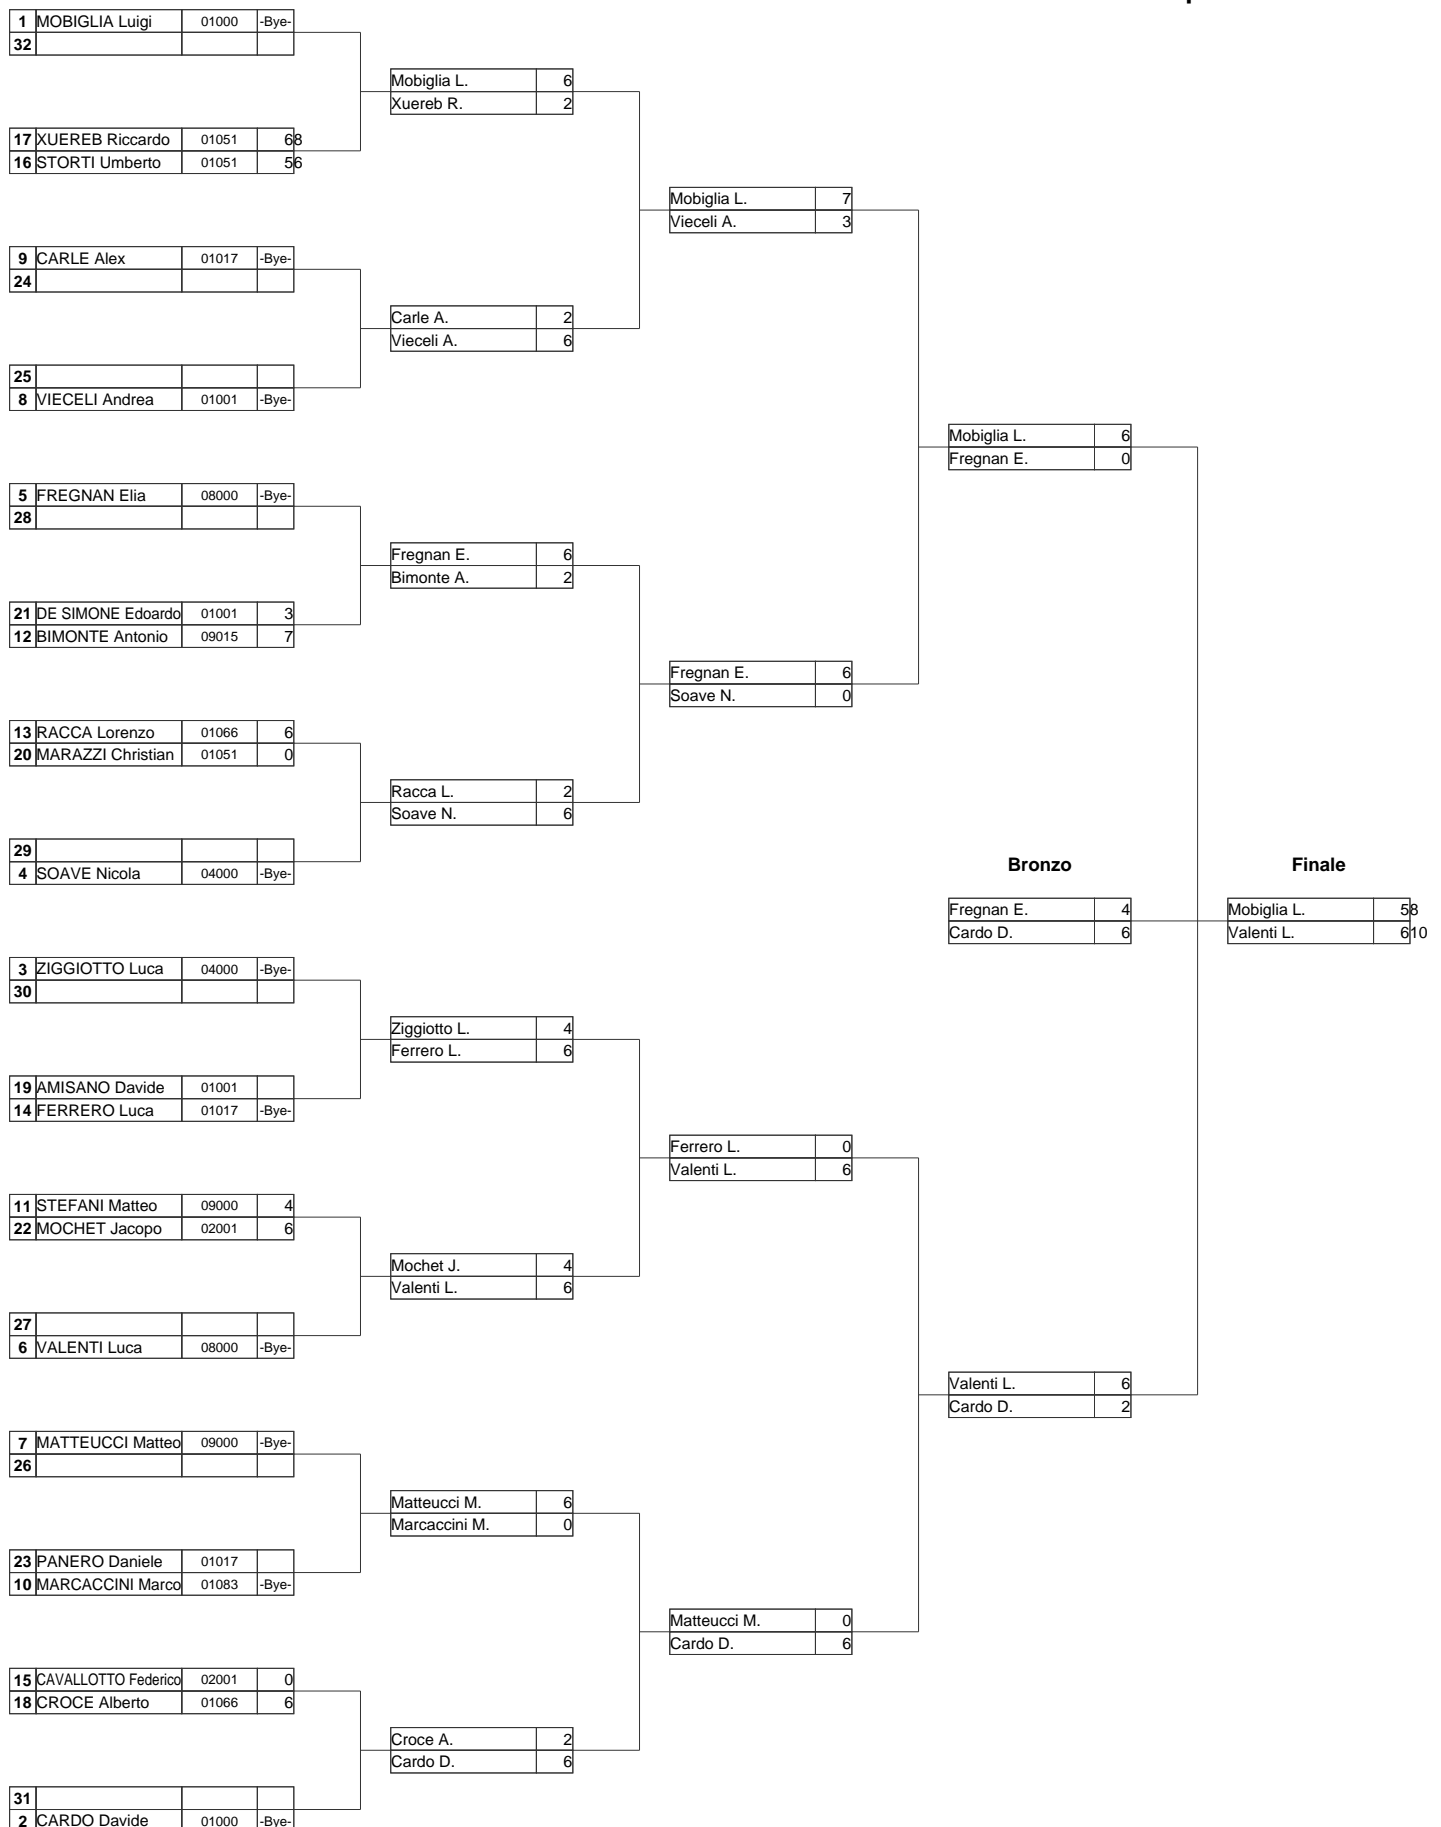 1 MOBIGLIA Luigi 01000 -Bye-
32
Mobiglia L. 6
Xuereb R. 2
17 XUEREB Riccardo 01051 6 8
16 STORTI Umberto 01051 5 6
Mobiglia L. 7
Vieceli A. 3
9 CARLE Alex 01017 -Bye-
24
Carle A. 2
Vieceli A. 6
25
8 VIECELI Andrea 01001 -Bye-
Mobiglia L. 6
Fregnan E. 0
5 FREGNAN Elia 08000 -Bye-
28
Fregnan E. 6
Bimonte A. 2
21 DE SIMONE Edoardo 01001 3
12 BIMONTE Antonio 09015 7
Fregnan E. 6
Soave N. 0
13 RACCA Lorenzo 01066 6
20 MARAZZI Christian 01051 0
Racca L. 2
Soave N. 6
29
4 SOAVE Nicola 04000 -Bye-
Bronzo Finale
Fregnan E. 4 Mobiglia L. 5 8
Cardo D. 6 Valenti L. 6 10
3 ZIGGIOTTO Luca 04000 -Bye-
30
Ziggiotto L. 4
Ferrero L. 6
19 AMISANO Davide 01001
14 FERRERO Luca 01017 -Bye-
Ferrero L. 0
Valenti L. 6
11 STEFANI Matteo 09000 4
22 MOCHET Jacopo 02001 6
Mochet J. 4
Valenti L. 6
27
6 VALENTI Luca 08000 -Bye-
Valenti L. 6
Cardo D. 2
7 MATTEUCCI Matteo 09000 -Bye-
26
Matteucci M. 6
Marcaccini M. 0
23 PANERO Daniele 01017
10 MARCACCINI Marco 01083 -Bye-
Matteucci M. 0
Cardo D. 6
15 CAVALLOTTO Federico 02001 0
18 CROCE Alberto 01066 6
Croce A. 2
Cardo D. 6
31
2 CARDO Davide 01000 -Bye-